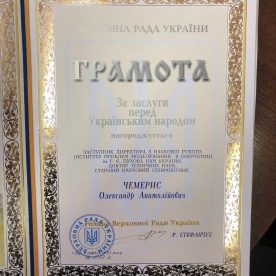 ВЕРХОВНА РАДА УКРАЇНИ
ГРАМОТА
За заслуги
перед
Українським народом
нагороджується
ЗАСТУПНИК ДИРЕКТОРА З НАУКОВОЇ РОБОТИ
ІНСТИТУТУ ПРОБЛЕМ МОДЕЛЮВАННЯ В ЕНЕРГЕТИЦІ
ім. Г. Є. ПУХОВА НАН УКРАЇНИ,
ДОКТОР ТЕХНІЧНИХ НАУК,
СТАРШИЙ НАУКОВИЙ СПІВРОБІТНИК
ЧЕМЕРИС
Олександр Анатолійович
Голова Верховної Ради України
Р. СТЕФАНЧУК